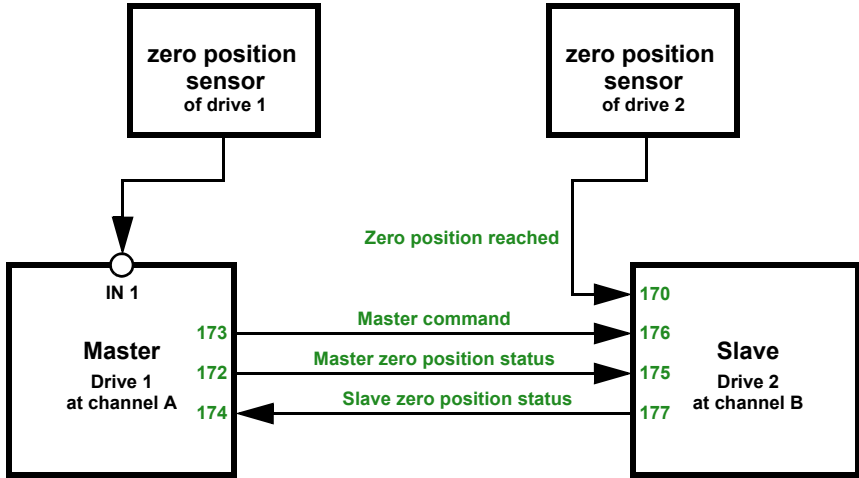 zero position
sensor
of drive 1
zero position
sensor
of drive 2
Zero position reached
IN 1
170
173
Master command
176
Master
Drive 1
at channel A
172
Master zero position status
175
Slave
Drive 2
at channel B
174
Slave zero position status
177